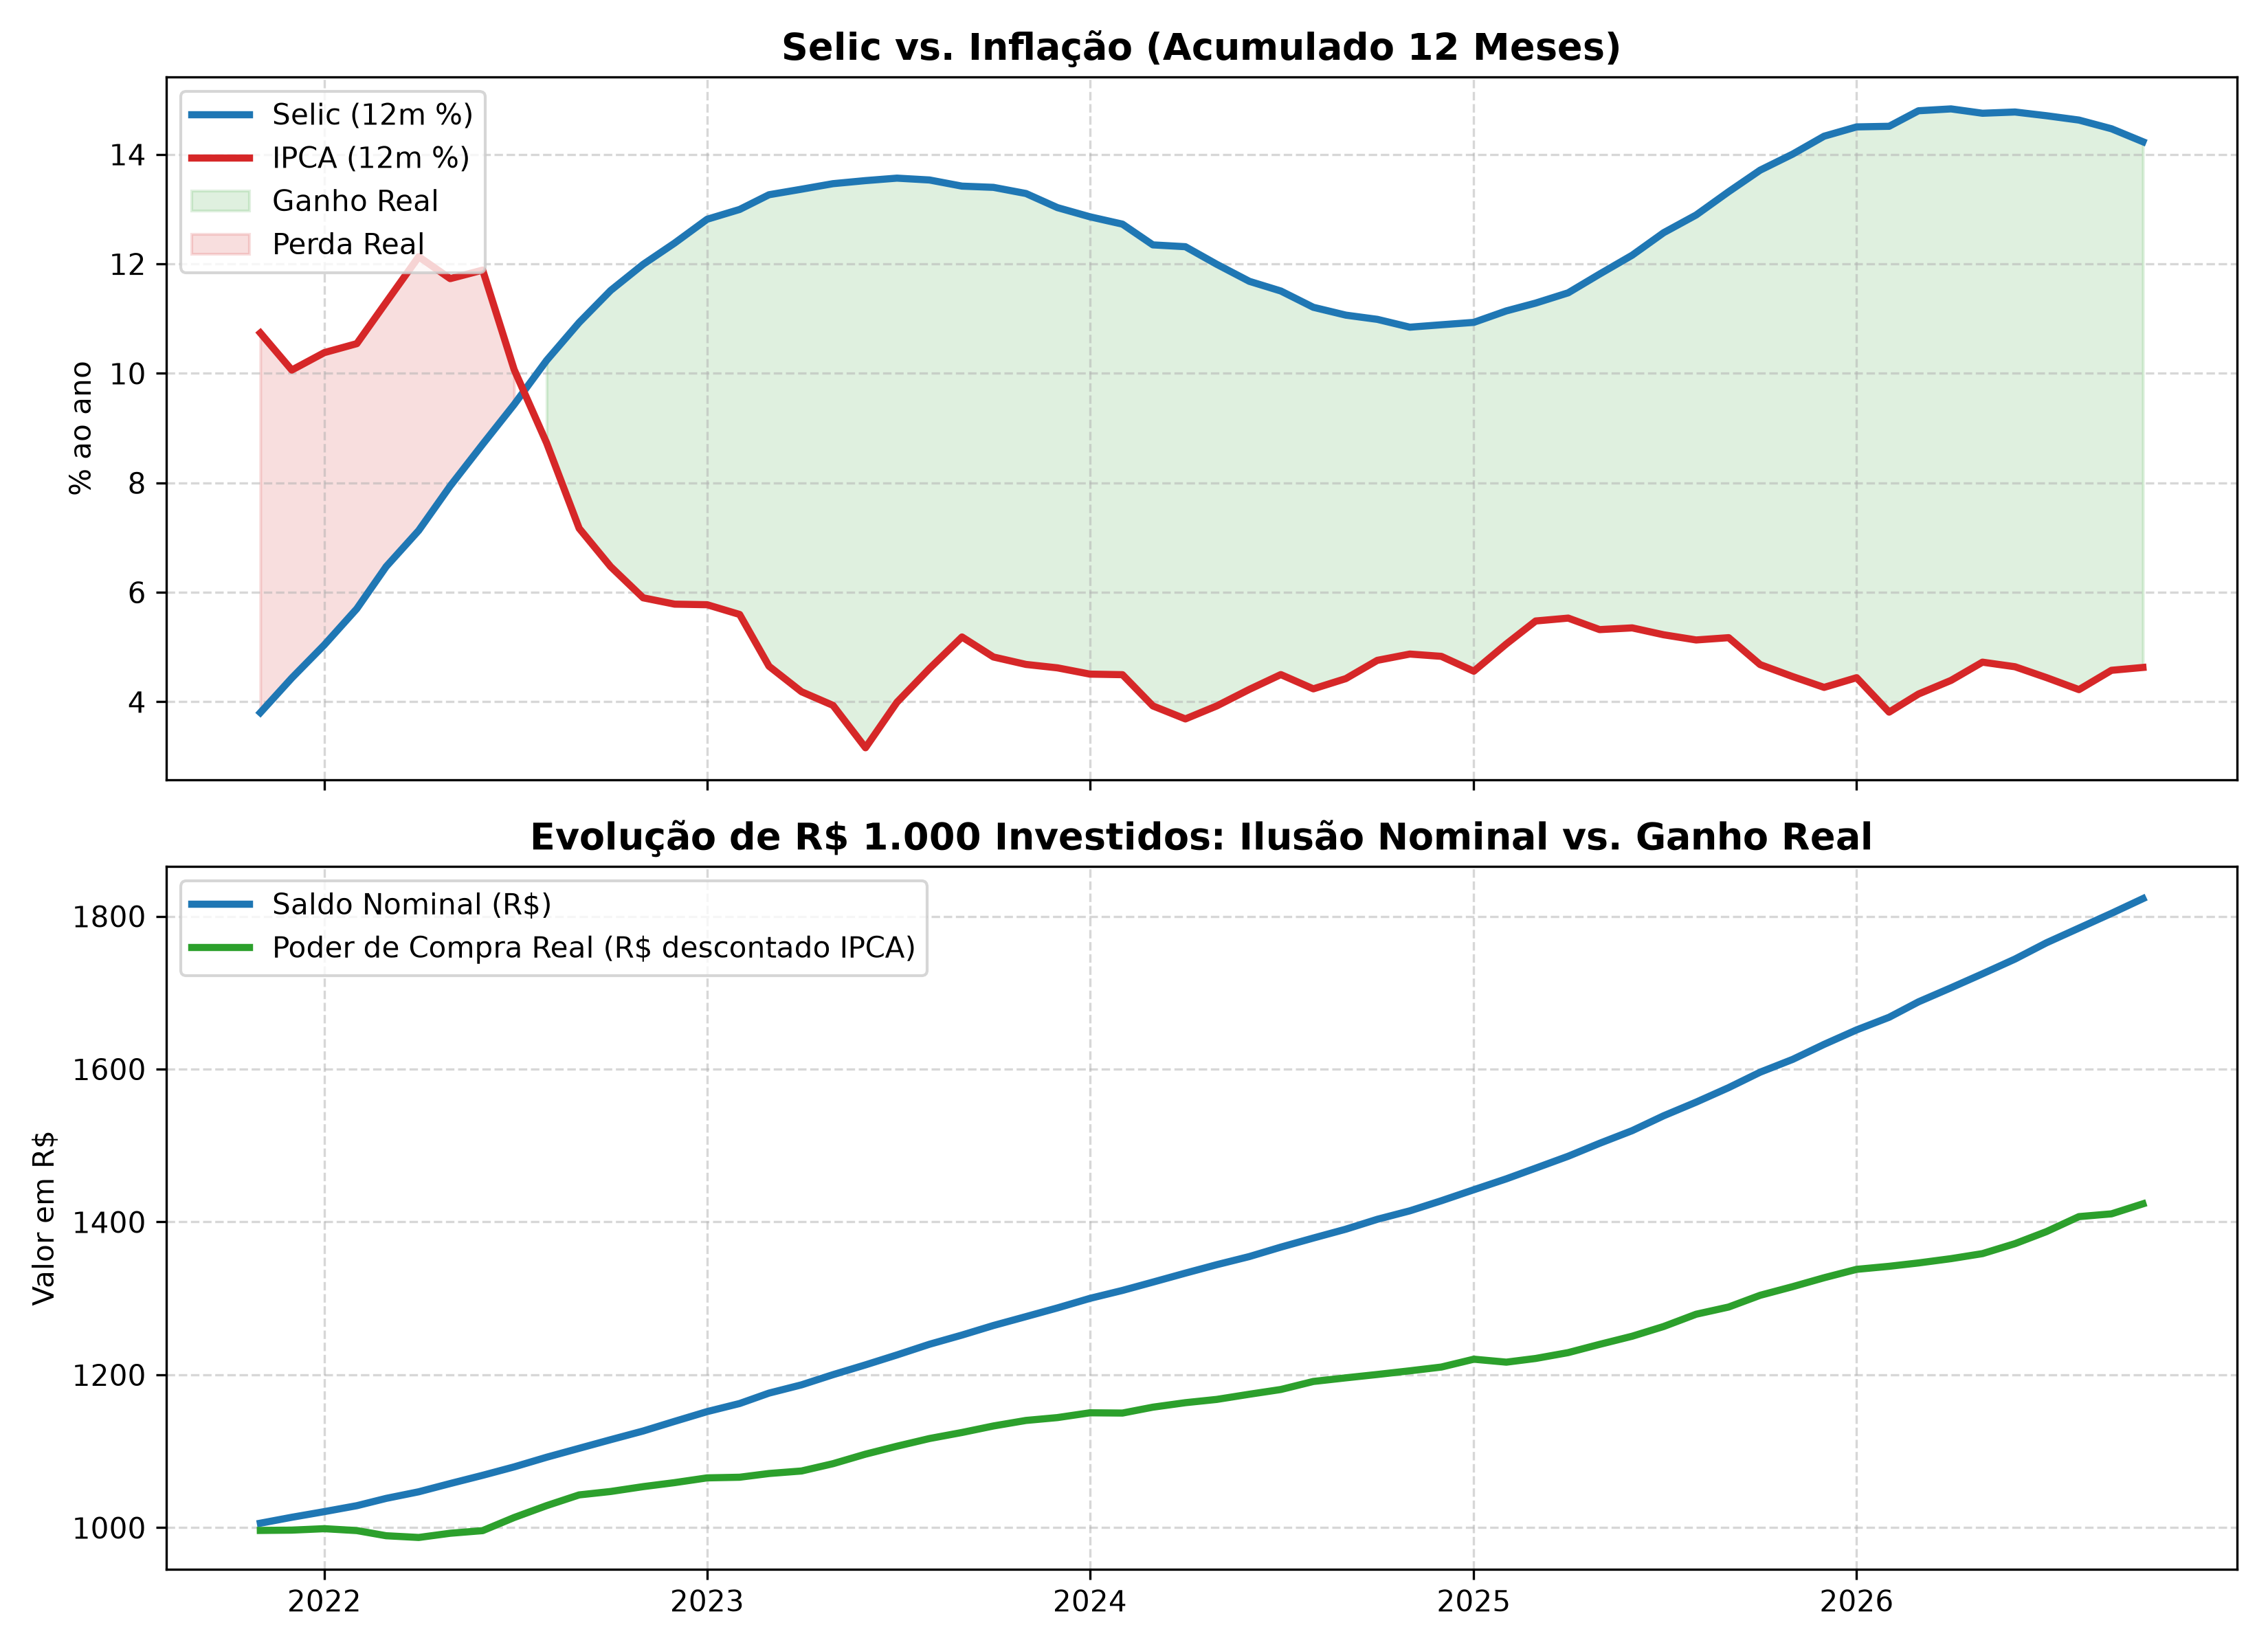 Selic vs. Inflação (Acumulado 12 Meses)
Selic (12m %)
IPCA (12m %)
Ganho Real
Perda Real
% ao ano
14
12
10
8
6
4
Evolução de R$ 1.000 Investidos: Ilusão Nominal vs. Ganho Real
Saldo Nominal (R$)
Poder de Compra Real (R$ descontado IPCA)
Valor em R$
1800
1600
1400
1200
1000
2022 2023 2024 2025 2026